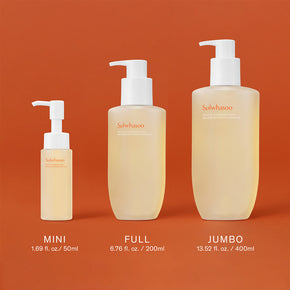 Sulwhasoo
Sulwhasoo
Sulwhasoo
MINI
1.69 fl. oz./ 50ml
FULL
6.76 fl. oz. / 200ml
JUMBO
13.52 fl. oz. / 400ml